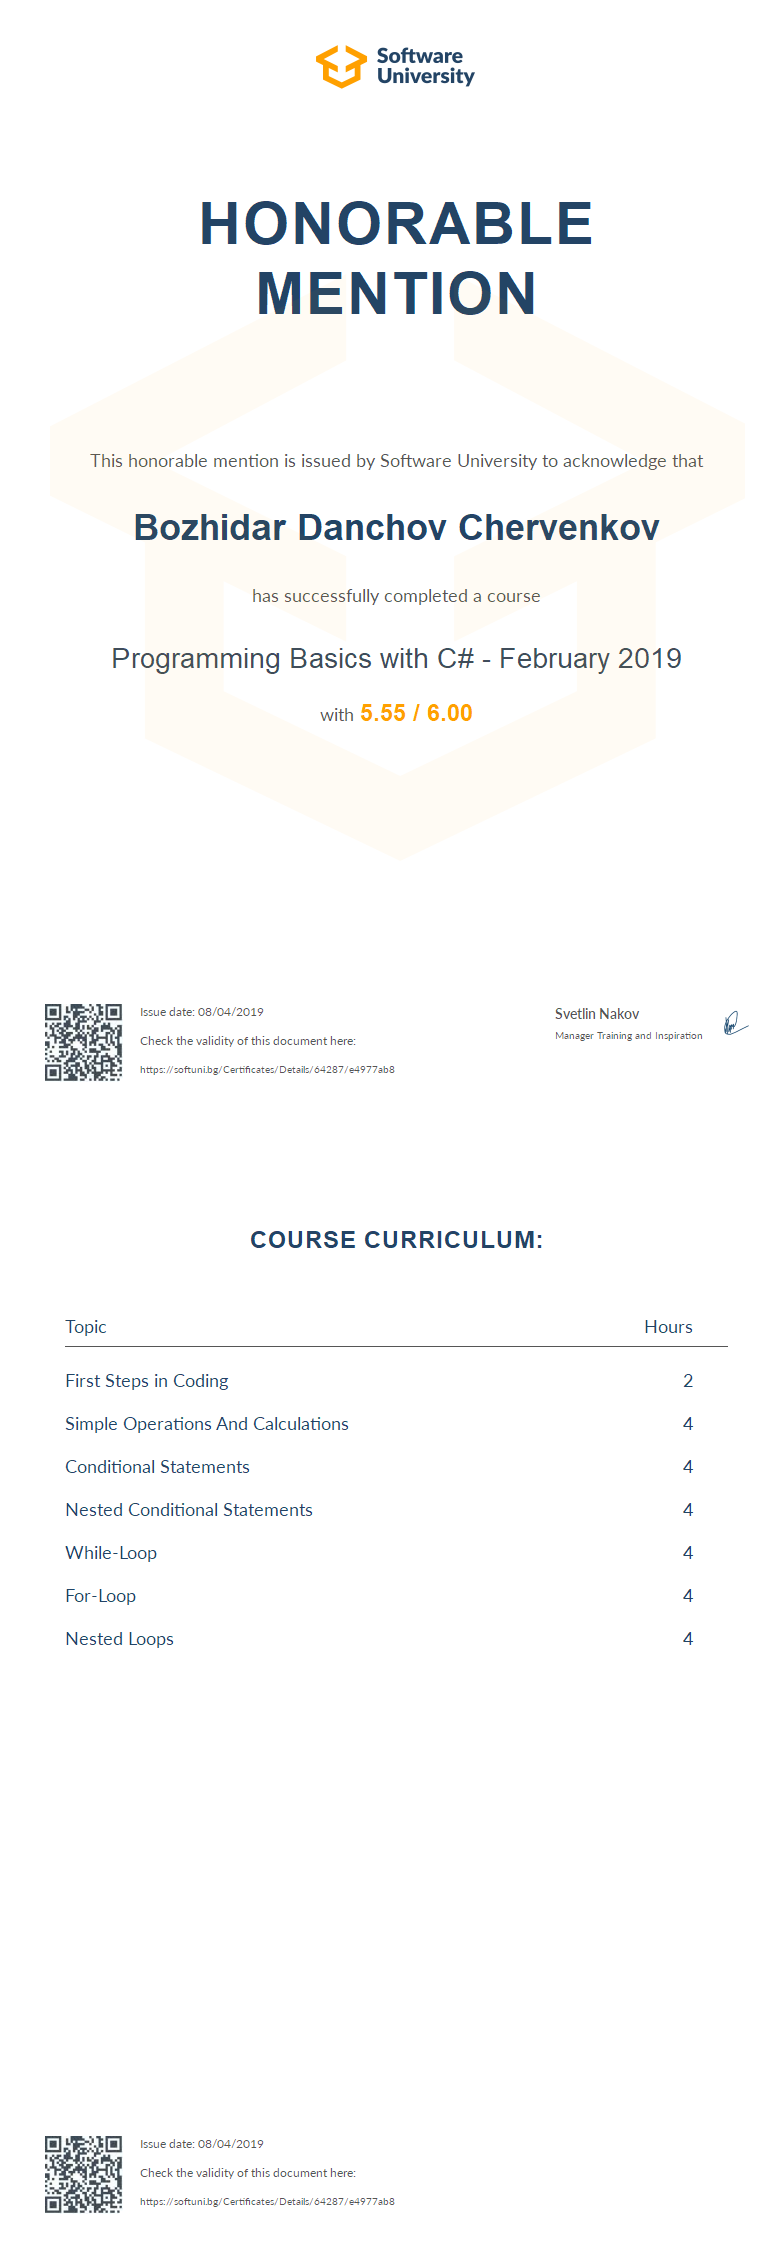 Software
University
HONORABLE
MENTION
This honorable mention is issued by Software University to acknowledge that
Bozhidar Danchov Chervenkov
has successfully completed a course
Programming Basics with C# - February 2019
with 5.55 / 6.00
Issue date: 08/04/2019
Check the validity of this document here:
https://softuni.bg/Certificates/Details/64287/e4977ab8
Svetlin Nakov
Manager Training and Inspiration
COURSE CURRICULUM:
Topic Hours
First Steps in Coding 2
Simple Operations And Calculations 4
Conditional Statements 4
Nested Conditional Statements 4
While-Loop 4
For-Loop 4
Nested Loops 4
Issue date: 08/04/2019
Check the validity of this document here:
https://softuni.bg/Certificates/Details/64287/e4977ab8